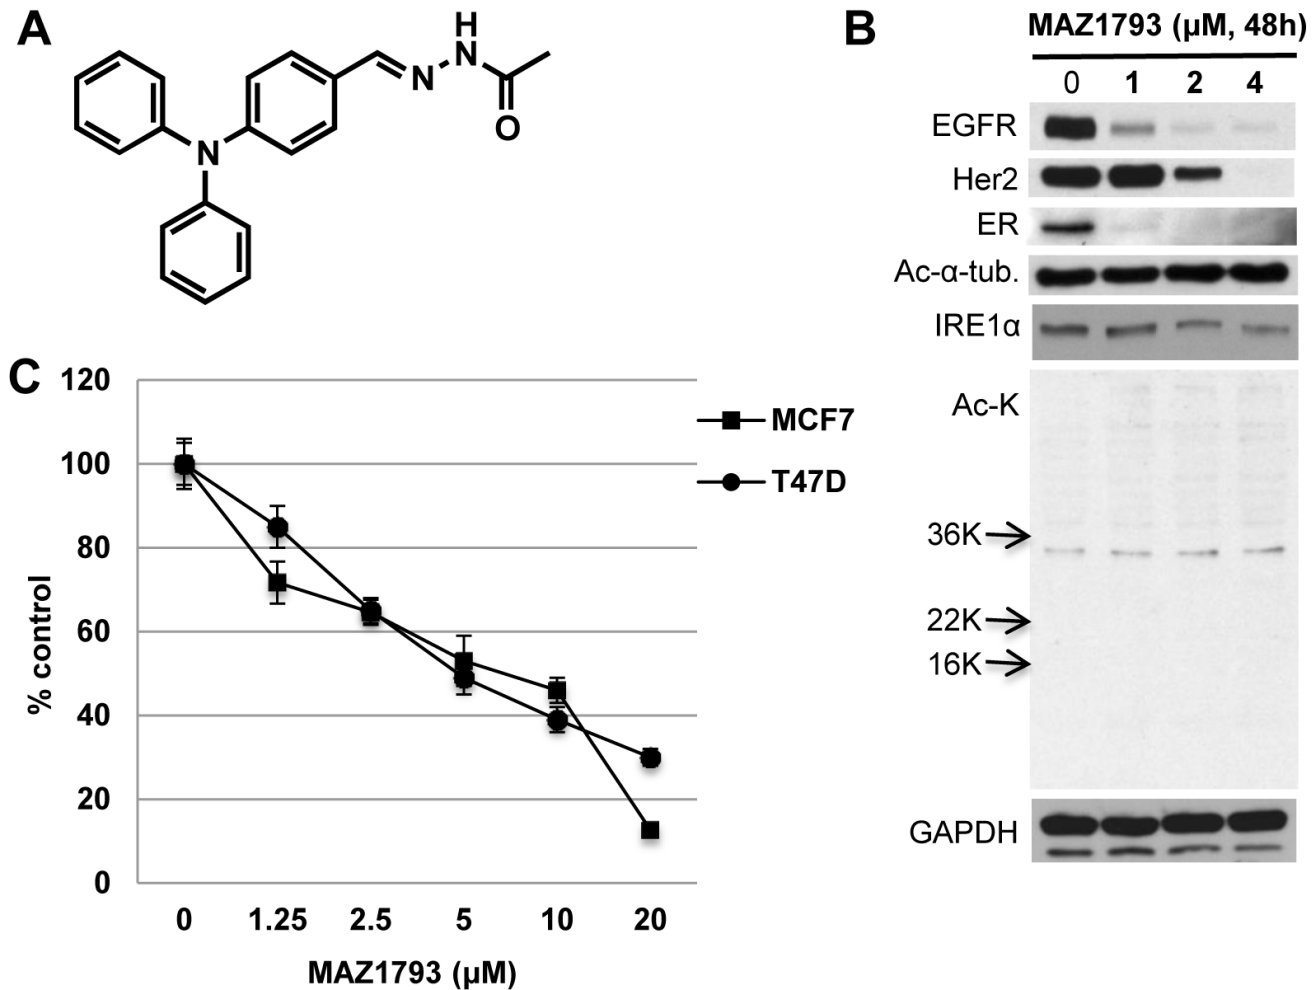 A
H
N
N
N
O
B
MAZ1793 (µM, 48h)
0 1 2 4
EGFR
Her2
ER
Ac-α-tub.
IRE1α
Ac-K
36K
22K
16K
GAPDH
C
120
100
80
60
40
20
0
% control
MCF7
T47D
0 1.25 2.5 5 10 20
MAZ1793 (µM)